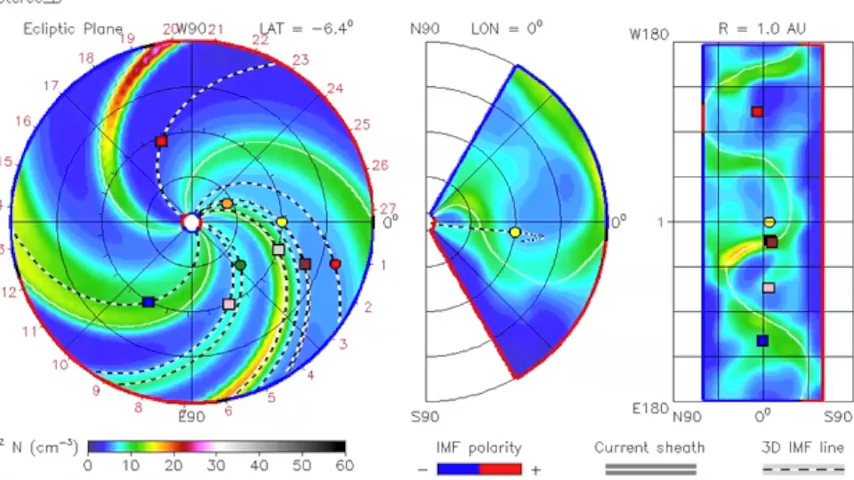 Ecliptic Plane W90 LAT = −6.4° N90 LON = 0° W180 R = 1.0 AU
19 20 21 22
18 23
17 24
16 25
15 26
27 0° 0° 1
3 1
12 2
11 3
10 4
9 8 6 5
E90 S90 E180 N90 0° S90
N (cm⁻³) IMF polarity Current sheath 3D IMF line
0 10 20 30 40 50 60 − +